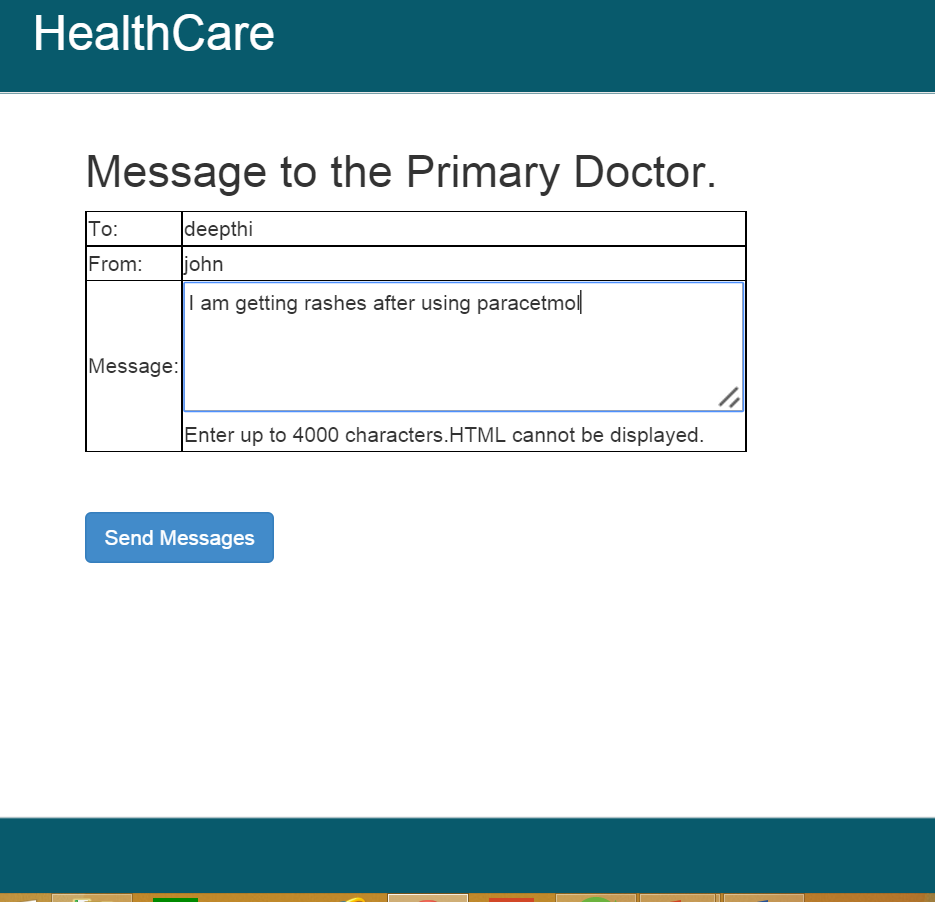 HealthCare
Message to the Primary Doctor.
To: deepthi
From: john
I am getting rashes after using paracetmol
Message:
Enter up to 4000 characters.HTML cannot be displayed.
Send Messages